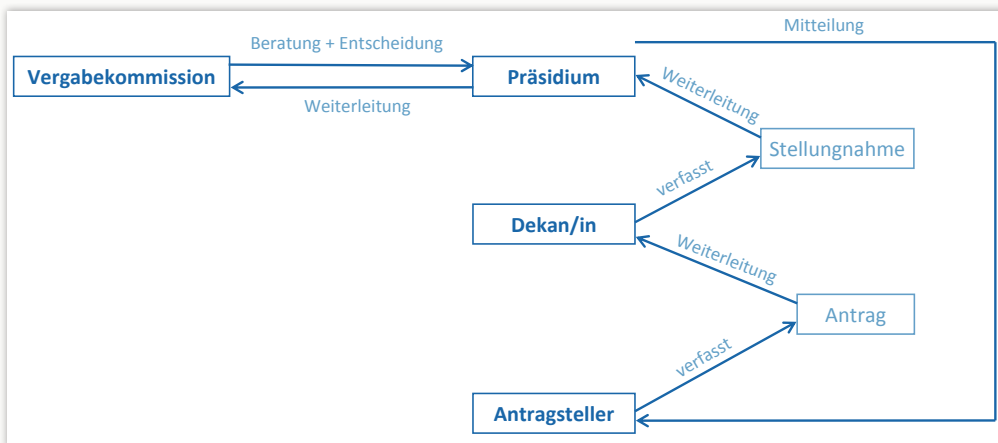 Mitteilung
Beratung + Entscheidung
Vergabekommission
Präsidium
Weiterleitung
Weiterleitung
Stellungnahme
verfasst
Dekan/in
Weiterleitung
Antrag
verfasst
Antragsteller